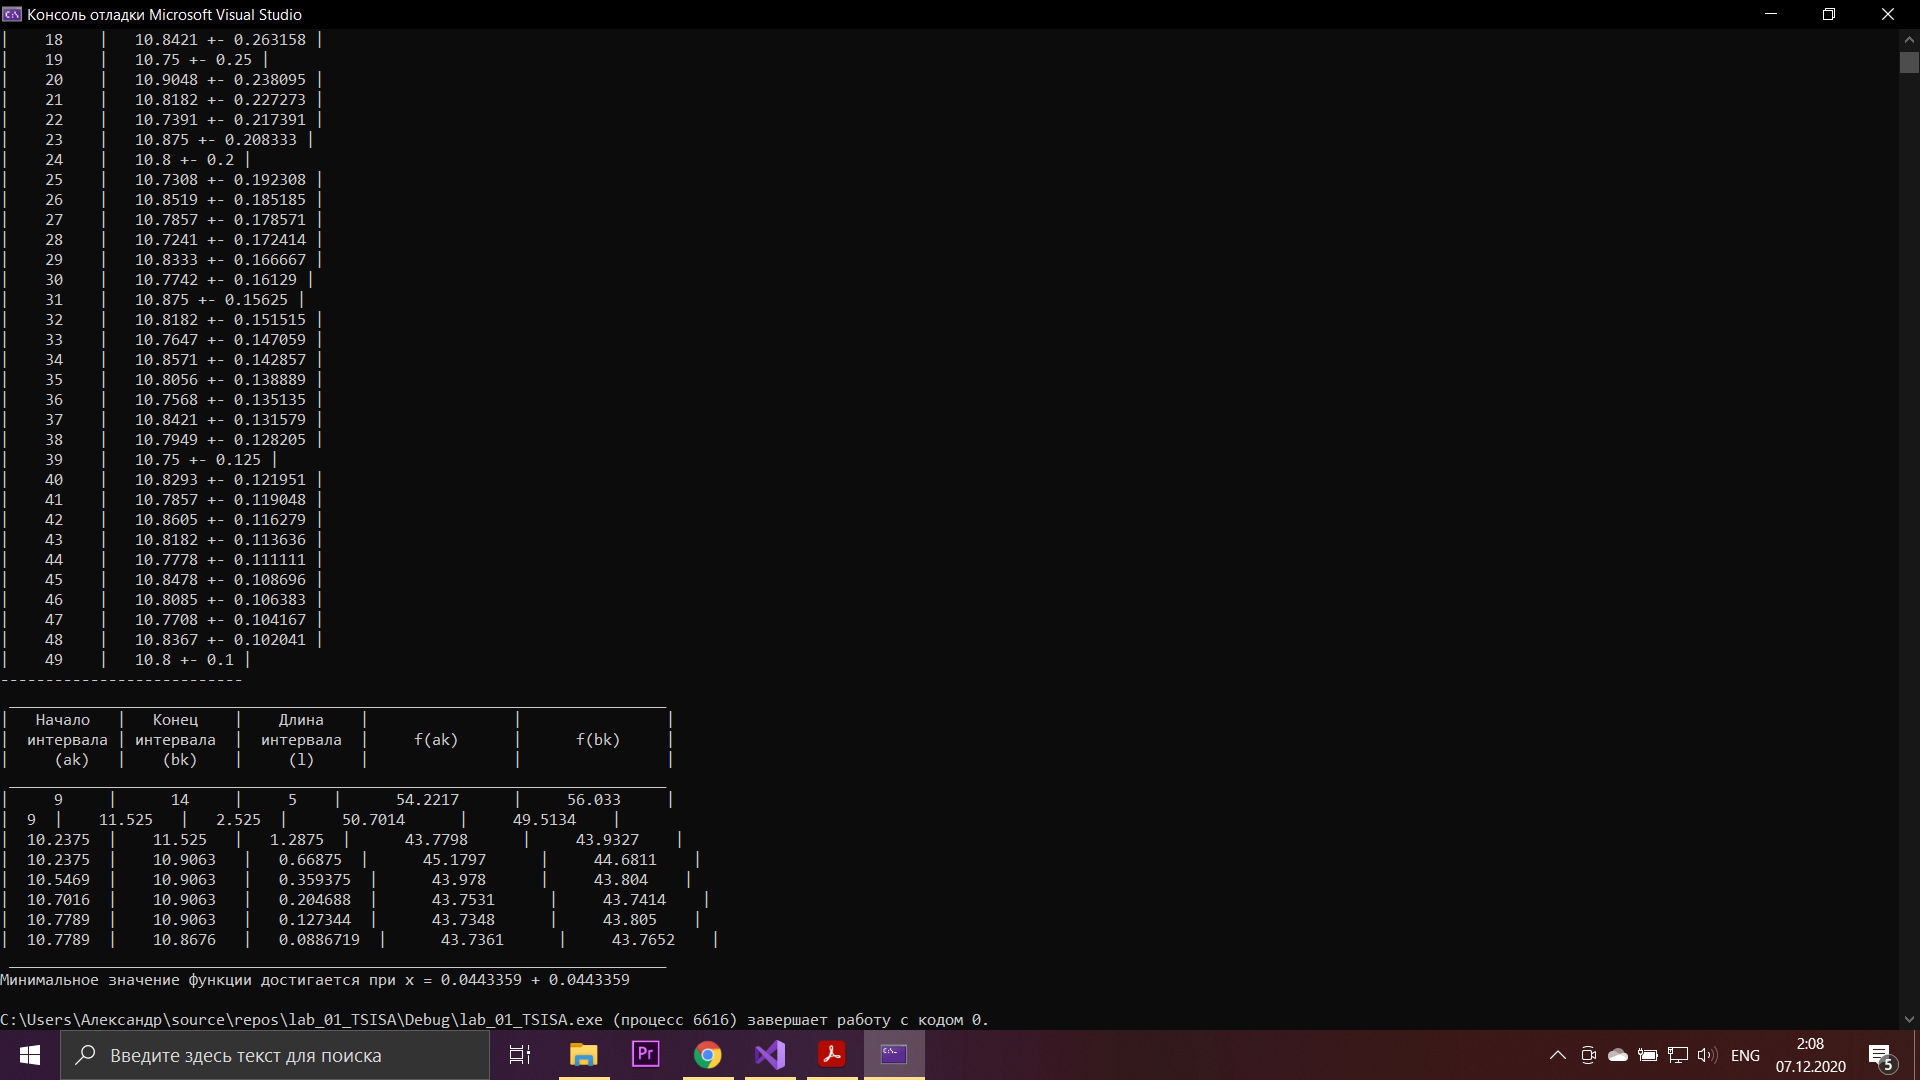 Консоль отладки Microsoft Visual Studio
| 18 | 10.8421 +- 0.263158 |
| 19 | 10.75 +- 0.25 |
| 20 | 10.9048 +- 0.238095 |
| 21 | 10.8182 +- 0.227273 |
| 22 | 10.7391 +- 0.217391 |
| 23 | 10.875 +- 0.208333 |
| 24 | 10.8 +- 0.2 |
| 25 | 10.7308 +- 0.192308 |
| 26 | 10.8519 +- 0.185185 |
| 27 | 10.7857 +- 0.178571 |
| 28 | 10.7241 +- 0.172414 |
| 29 | 10.8333 +- 0.166667 |
| 30 | 10.7742 +- 0.16129 |
| 31 | 10.875 +- 0.15625 |
| 32 | 10.8182 +- 0.151515 |
| 33 | 10.7647 +- 0.147059 |
| 34 | 10.8571 +- 0.142857 |
| 35 | 10.8056 +- 0.138889 |
| 36 | 10.7568 +- 0.135135 |
| 37 | 10.8421 +- 0.131579 |
| 38 | 10.7949 +- 0.128205 |
| 39 | 10.75 +- 0.125 |
| 40 | 10.8293 +- 0.121951 |
| 41 | 10.7857 +- 0.119048 |
| 42 | 10.8605 +- 0.116279 |
| 43 | 10.8182 +- 0.113636 |
| 44 | 10.7778 +- 0.111111 |
| 45 | 10.8478 +- 0.108696 |
| 46 | 10.8085 +- 0.106383 |
| 47 | 10.7708 +- 0.104167 |
| 48 | 10.8367 +- 0.102041 |
| 49 | 10.8 +- 0.1 |
---------------------------
| Начало | Конец | Длина | | |
| интервала | интервала | интервала | f(ak) | f(bk) |
| (ak) | (bk) | (l) | | |
| 9 | 14 | 5 | 54.2217 | 56.033 |
| 9 | 11.525 | 2.525 | 50.7014 | 49.5134 |
| 10.2375 | 11.525 | 1.2875 | 43.7798 | 43.9327 |
| 10.2375 | 10.9063 | 0.66875 | 45.1797 | 44.6811 |
| 10.5469 | 10.9063 | 0.359375 | 43.978 | 43.804 |
| 10.7016 | 10.9063 | 0.204688 | 43.7531 | 43.7414 |
| 10.7789 | 10.9063 | 0.127344 | 43.7348 | 43.805 |
| 10.7789 | 10.8676 | 0.0886719 | 43.7361 | 43.7652 |
Минимальное значение функции достигается при x = 0.0443359 + 0.0443359
C:\Users\Александр\source\repos\lab_01_TSISA\Debug\lab_01_TSISA.exe (процесс 6616) завершает работу с кодом 0.
Введите здесь текст для поиска
Pr
ENG
2:08
07.12.2020
5